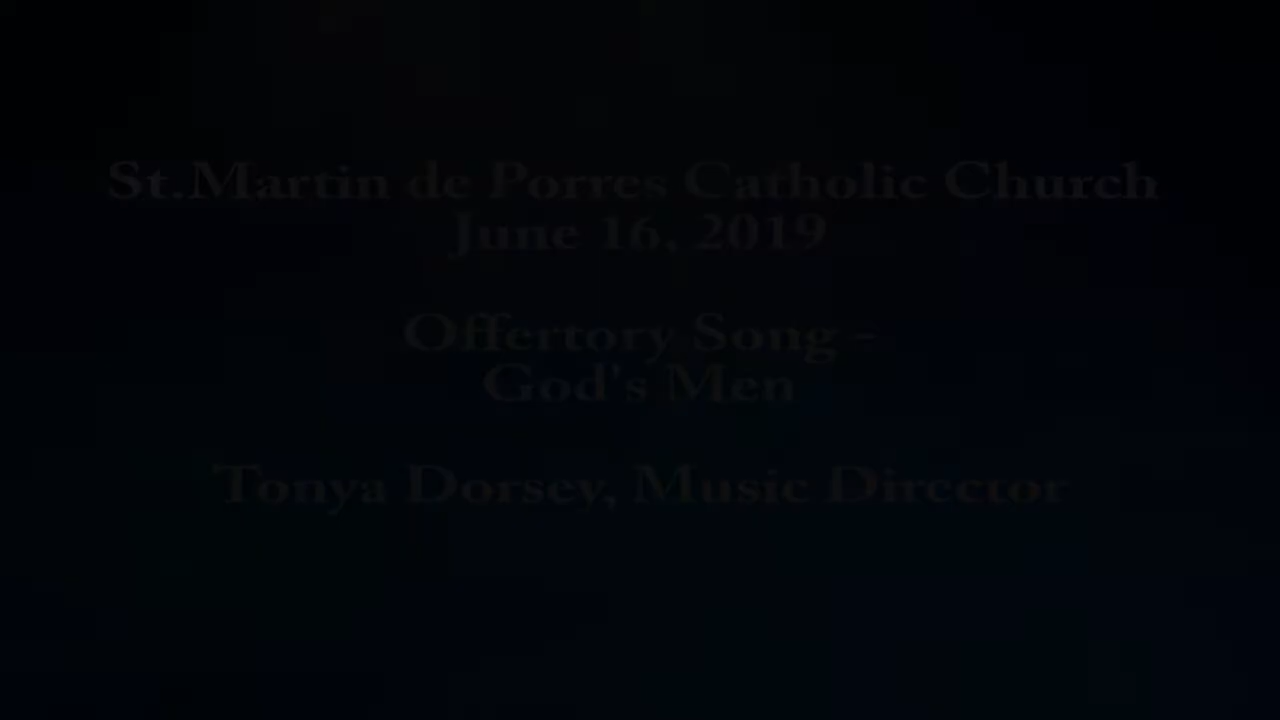 St.Martin de Porres Catholic Church
June 16, 2019
Offertory Song -
God's Men
Tonya Dorsey, Music Director